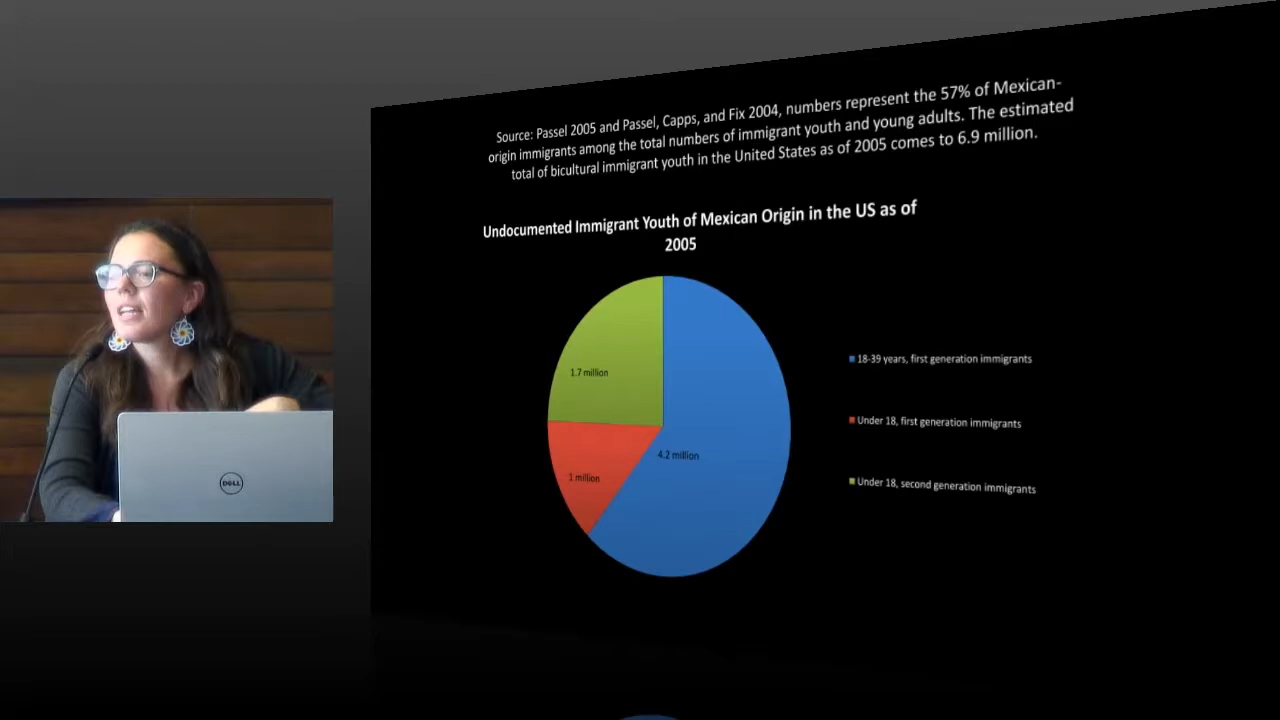 Source: Passel 2005 and Passel, Capps, and Fix 2004, numbers represent the 57% of Mexican-
origin immigrants among the total numbers of immigrant youth and young adults. The estimated
total of bicultural immigrant youth in the United States as of 2005 comes to 6.9 million.
Undocumented Immigrant Youth of Mexican Origin in the US as of
2005
1.7 million
1 million
4.2 million
18-39 years, first generation immigrants
Under 18, first generation immigrants
Under 18, second generation immigrants
DELL